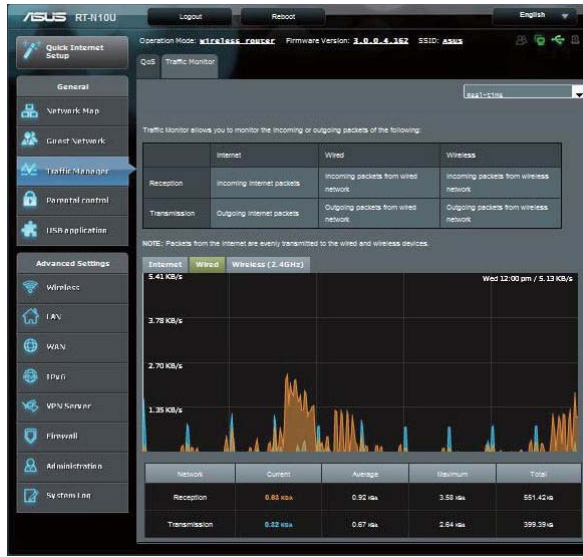 ASUS RT-N10U
Logout
Reboot
English
Quick Internet Setup
Operation Mode: wireless router Firmware Version: 3.0.0.4.162 SSID: ASUS
QoS
Traffic Monitor
General
Network Map
Guest Network
Traffic Manager
Parental control
USB application
Advanced Settings
Wireless
LAN
WAN
IPv6
VPN Server
Firewall
Administration
System Log
Real-time
Traffic Monitor allows you to monitor the incoming or outgoing packets of the following:
Internet Wired Wireless
Reception Incoming Internet packets Incoming packets from wired network Incoming packets from wireless network
Transmission Outgoing Internet packets Outgoing packets from wired network Outgoing packets from wireless network
NOTE: Packets from the Internet are evenly transmitted to the wired and wireless devices.
Internet Wired Wireless (2.4GHz)
5.41 KB/s
Wed 12:00 pm / 5.13 KB/s
3.78 KB/s
2.70 KB/s
1.35 KB/s
Network Current Average Maximum Total
Reception 0.83 KB/s 0.92 KB/s 3.58 KB/s 551.42 KB
Transmission 0.32 KB/s 0.67 KB/s 2.64 KB/s 399.39 KB